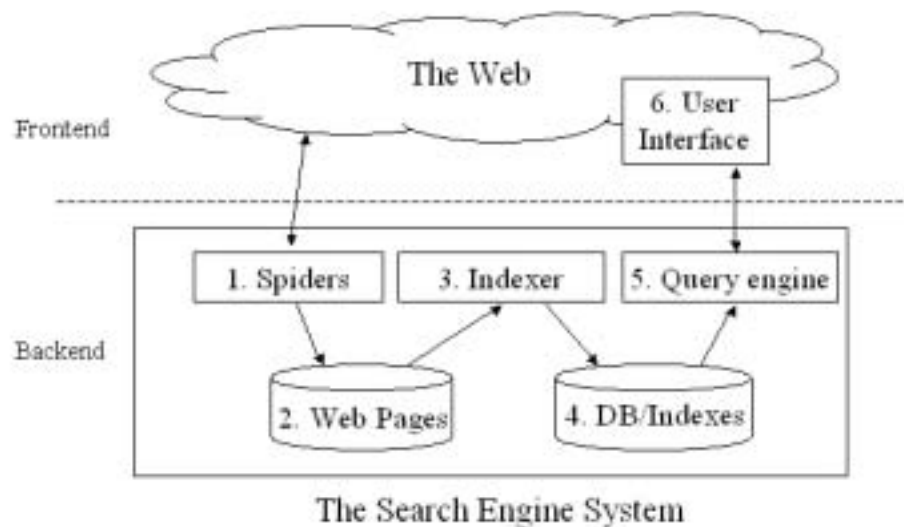 The Web
6. User
Interface
Frontend
1. Spiders
3. Indexer
5. Query engine
Backend
2. Web Pages
4. DB/Indexes
The Search Engine System